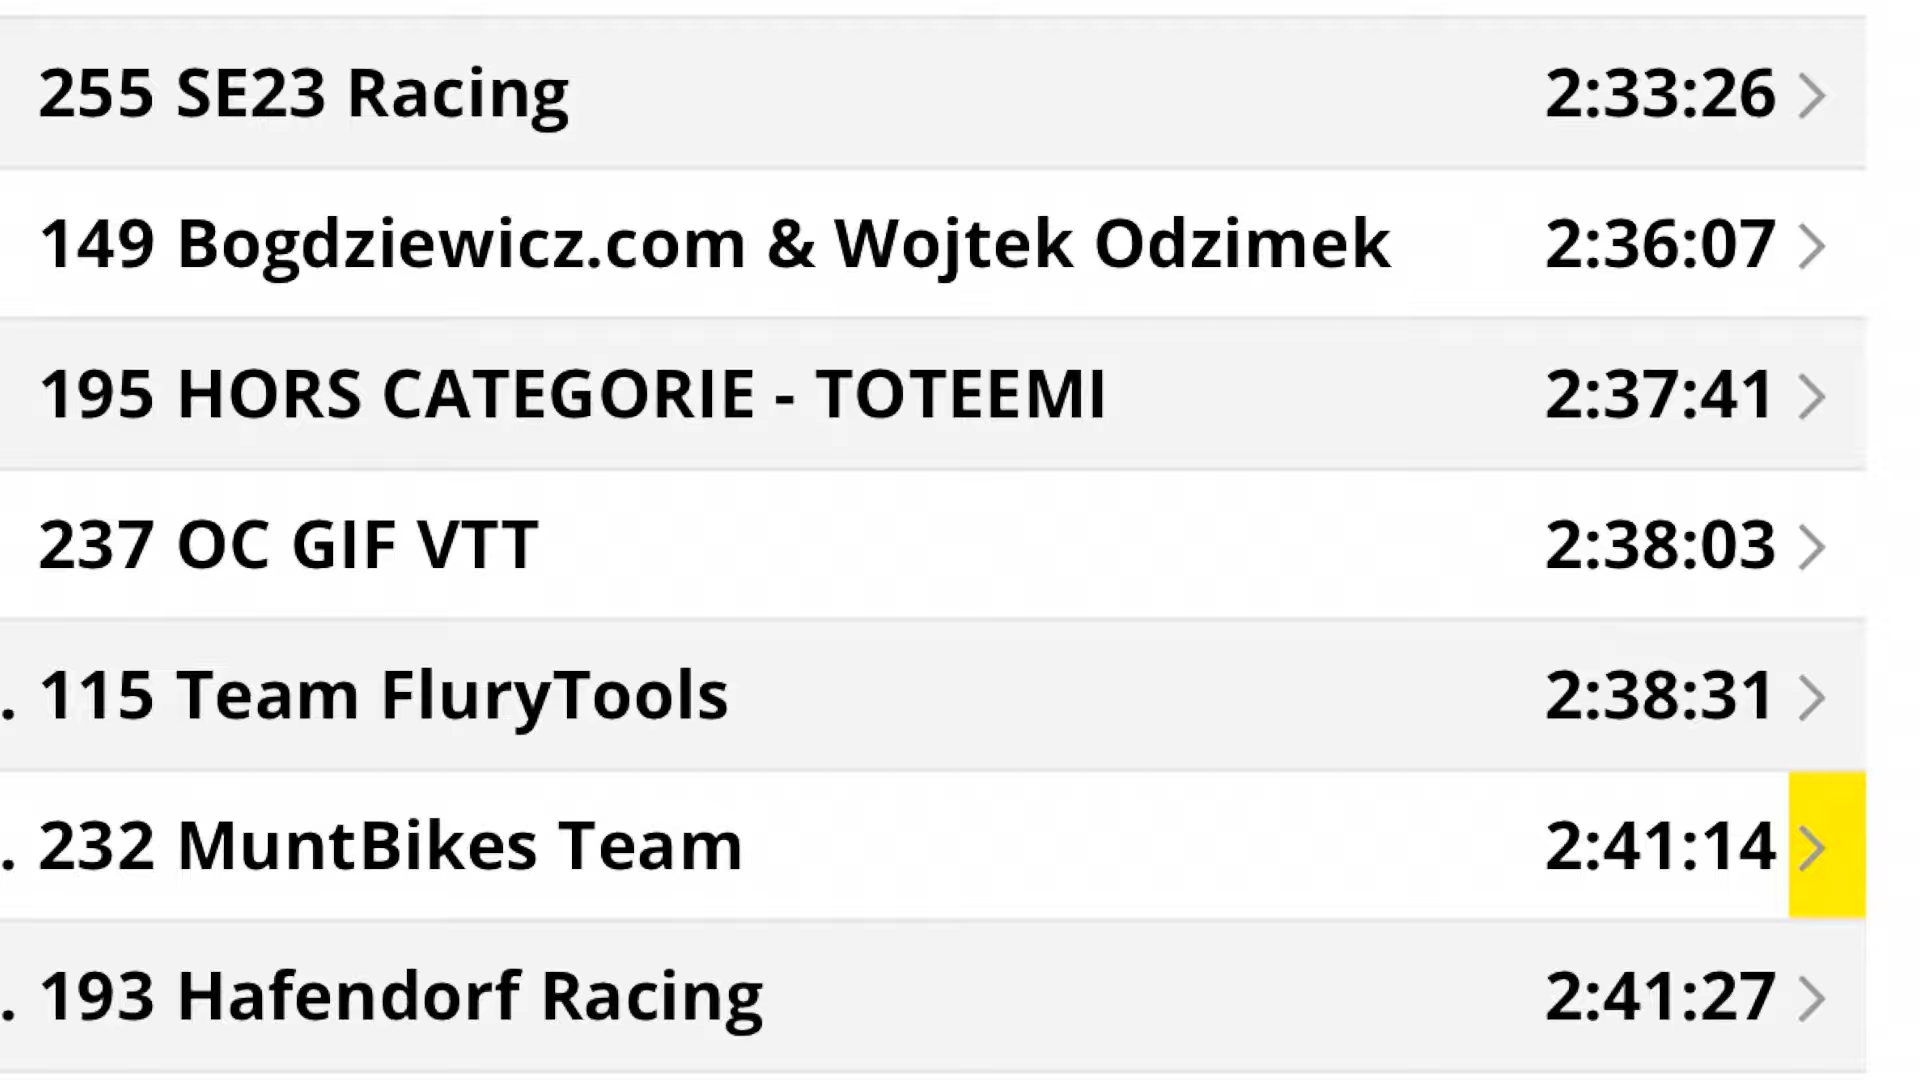 255 SE23 Racing 2:33:26
149 Bogdziewicz.com & Wojtek Odzimek 2:36:07
195 HORS CATEGORIE - TOTEEMI 2:37:41
237 OC GIF VTT 2:38:03
. 115 Team FluryTools 2:38:31
. 232 MuntBikes Team 2:41:14
. 193 Hafendorf Racing 2:41:27